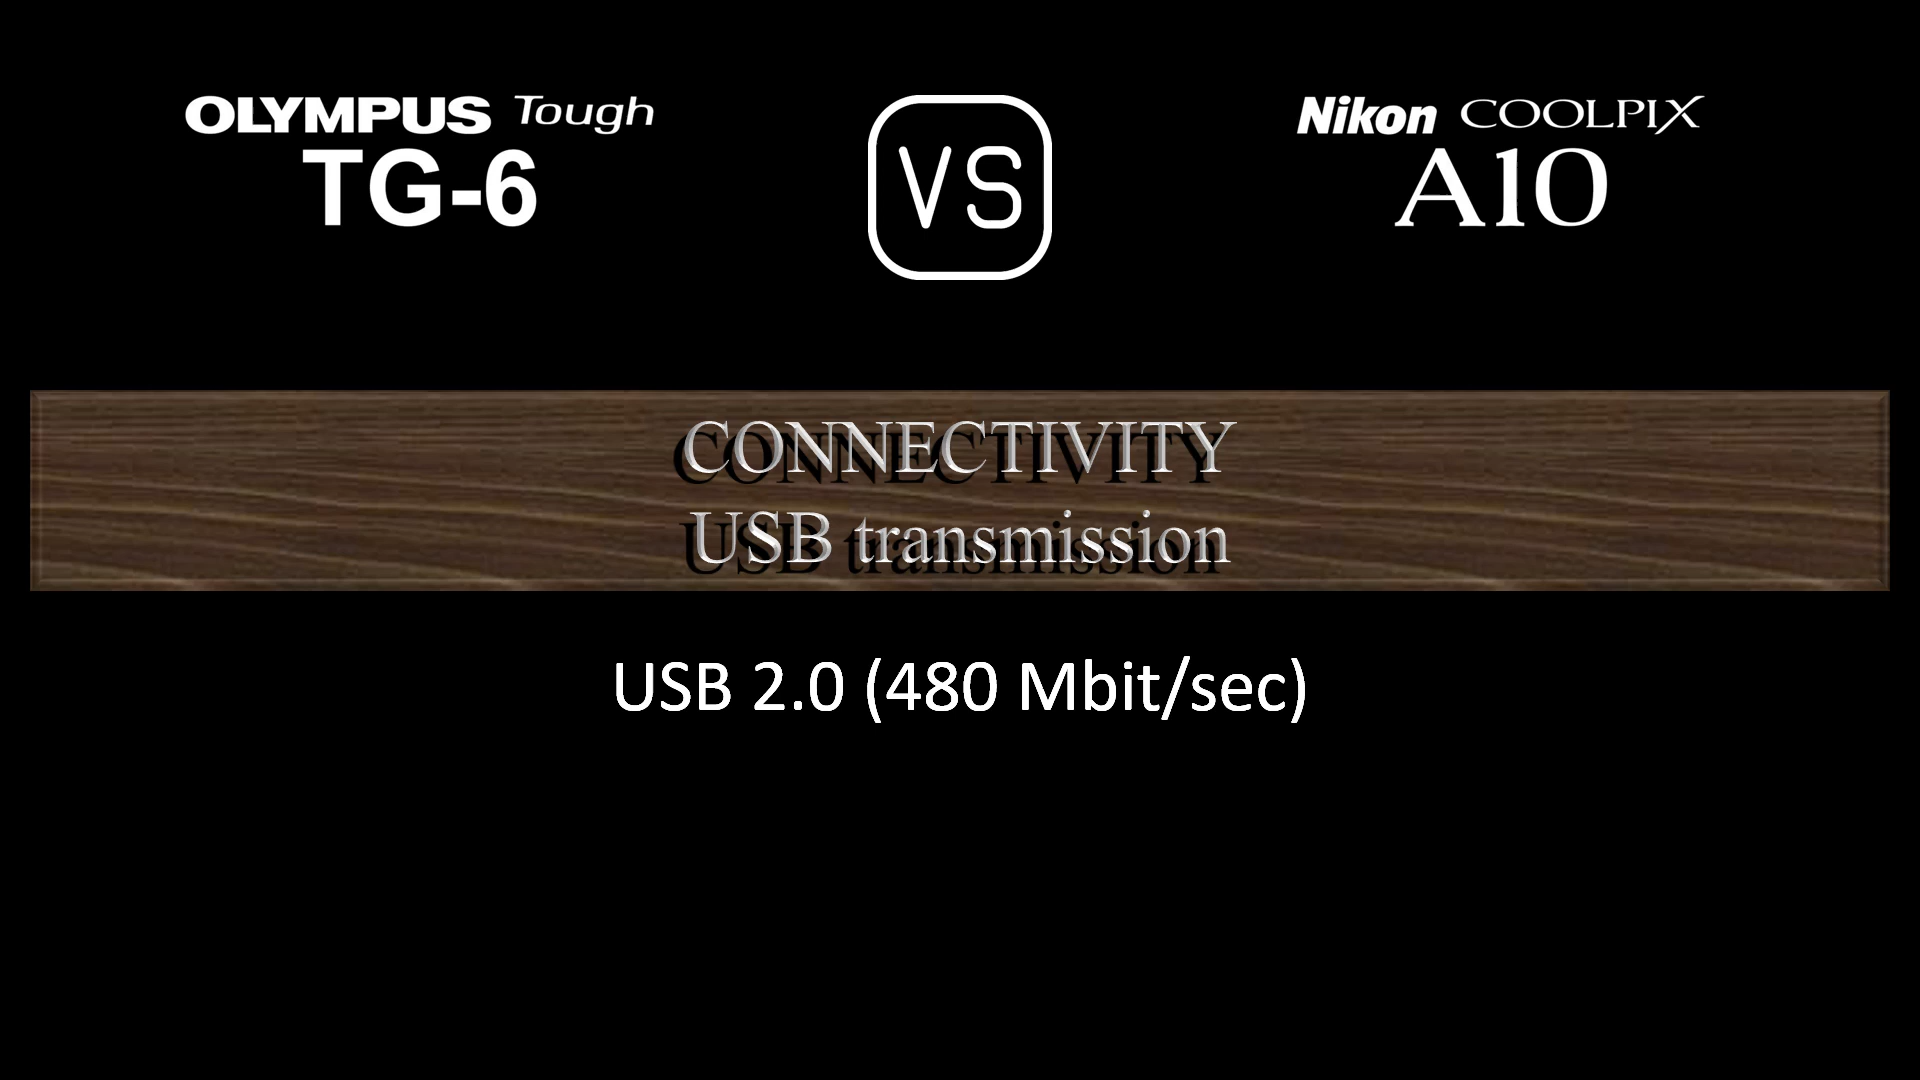 OLYMPUS Tough
TG-6
VS
Nikon COOLPIX
A10
CONNECTIVITY
USB transmission
USB 2.0 (480 Mbit/sec)